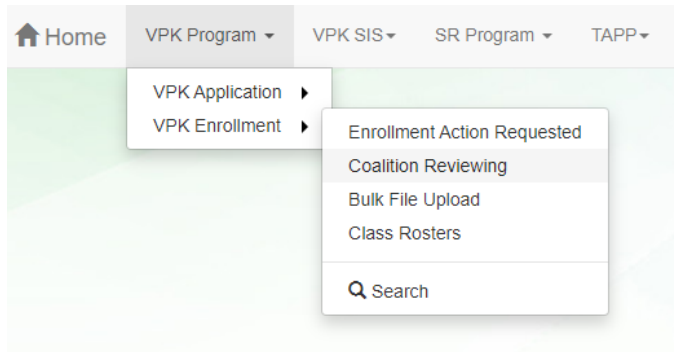 Home VPK Program VPK SIS SR Program TAPP
VPK Application
VPK Enrollment
Enrollment Action Requested
Coalition Reviewing
Bulk File Upload
Class Rosters
Search